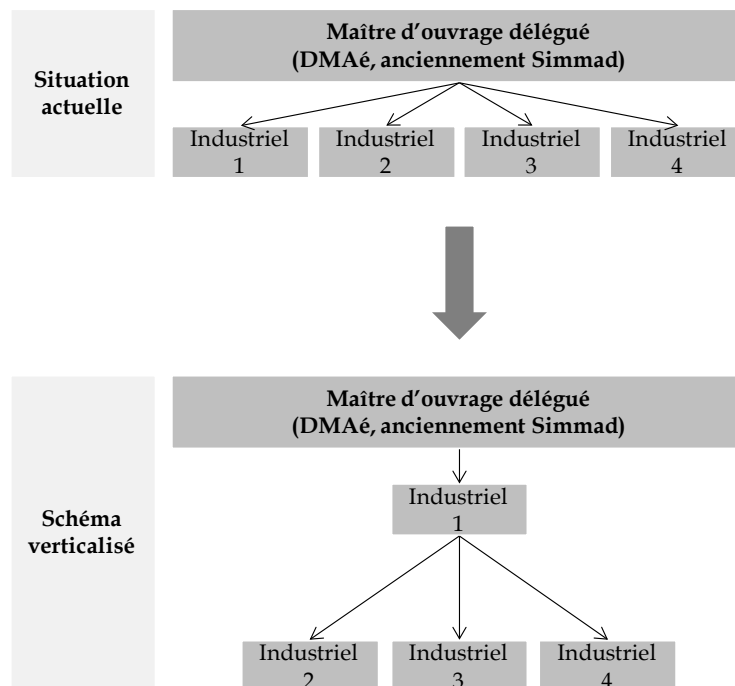 Situation
actuelle
Maître d'ouvrage délégué
(DMAé, anciennement Simmad)
Industriel
1
Industriel
2
Industriel
3
Industriel
4
Schéma
verticalisé
Maître d'ouvrage délégué
(DMAé, anciennement Simmad)
Industriel
1
Industriel
2
Industriel
3
Industriel
4